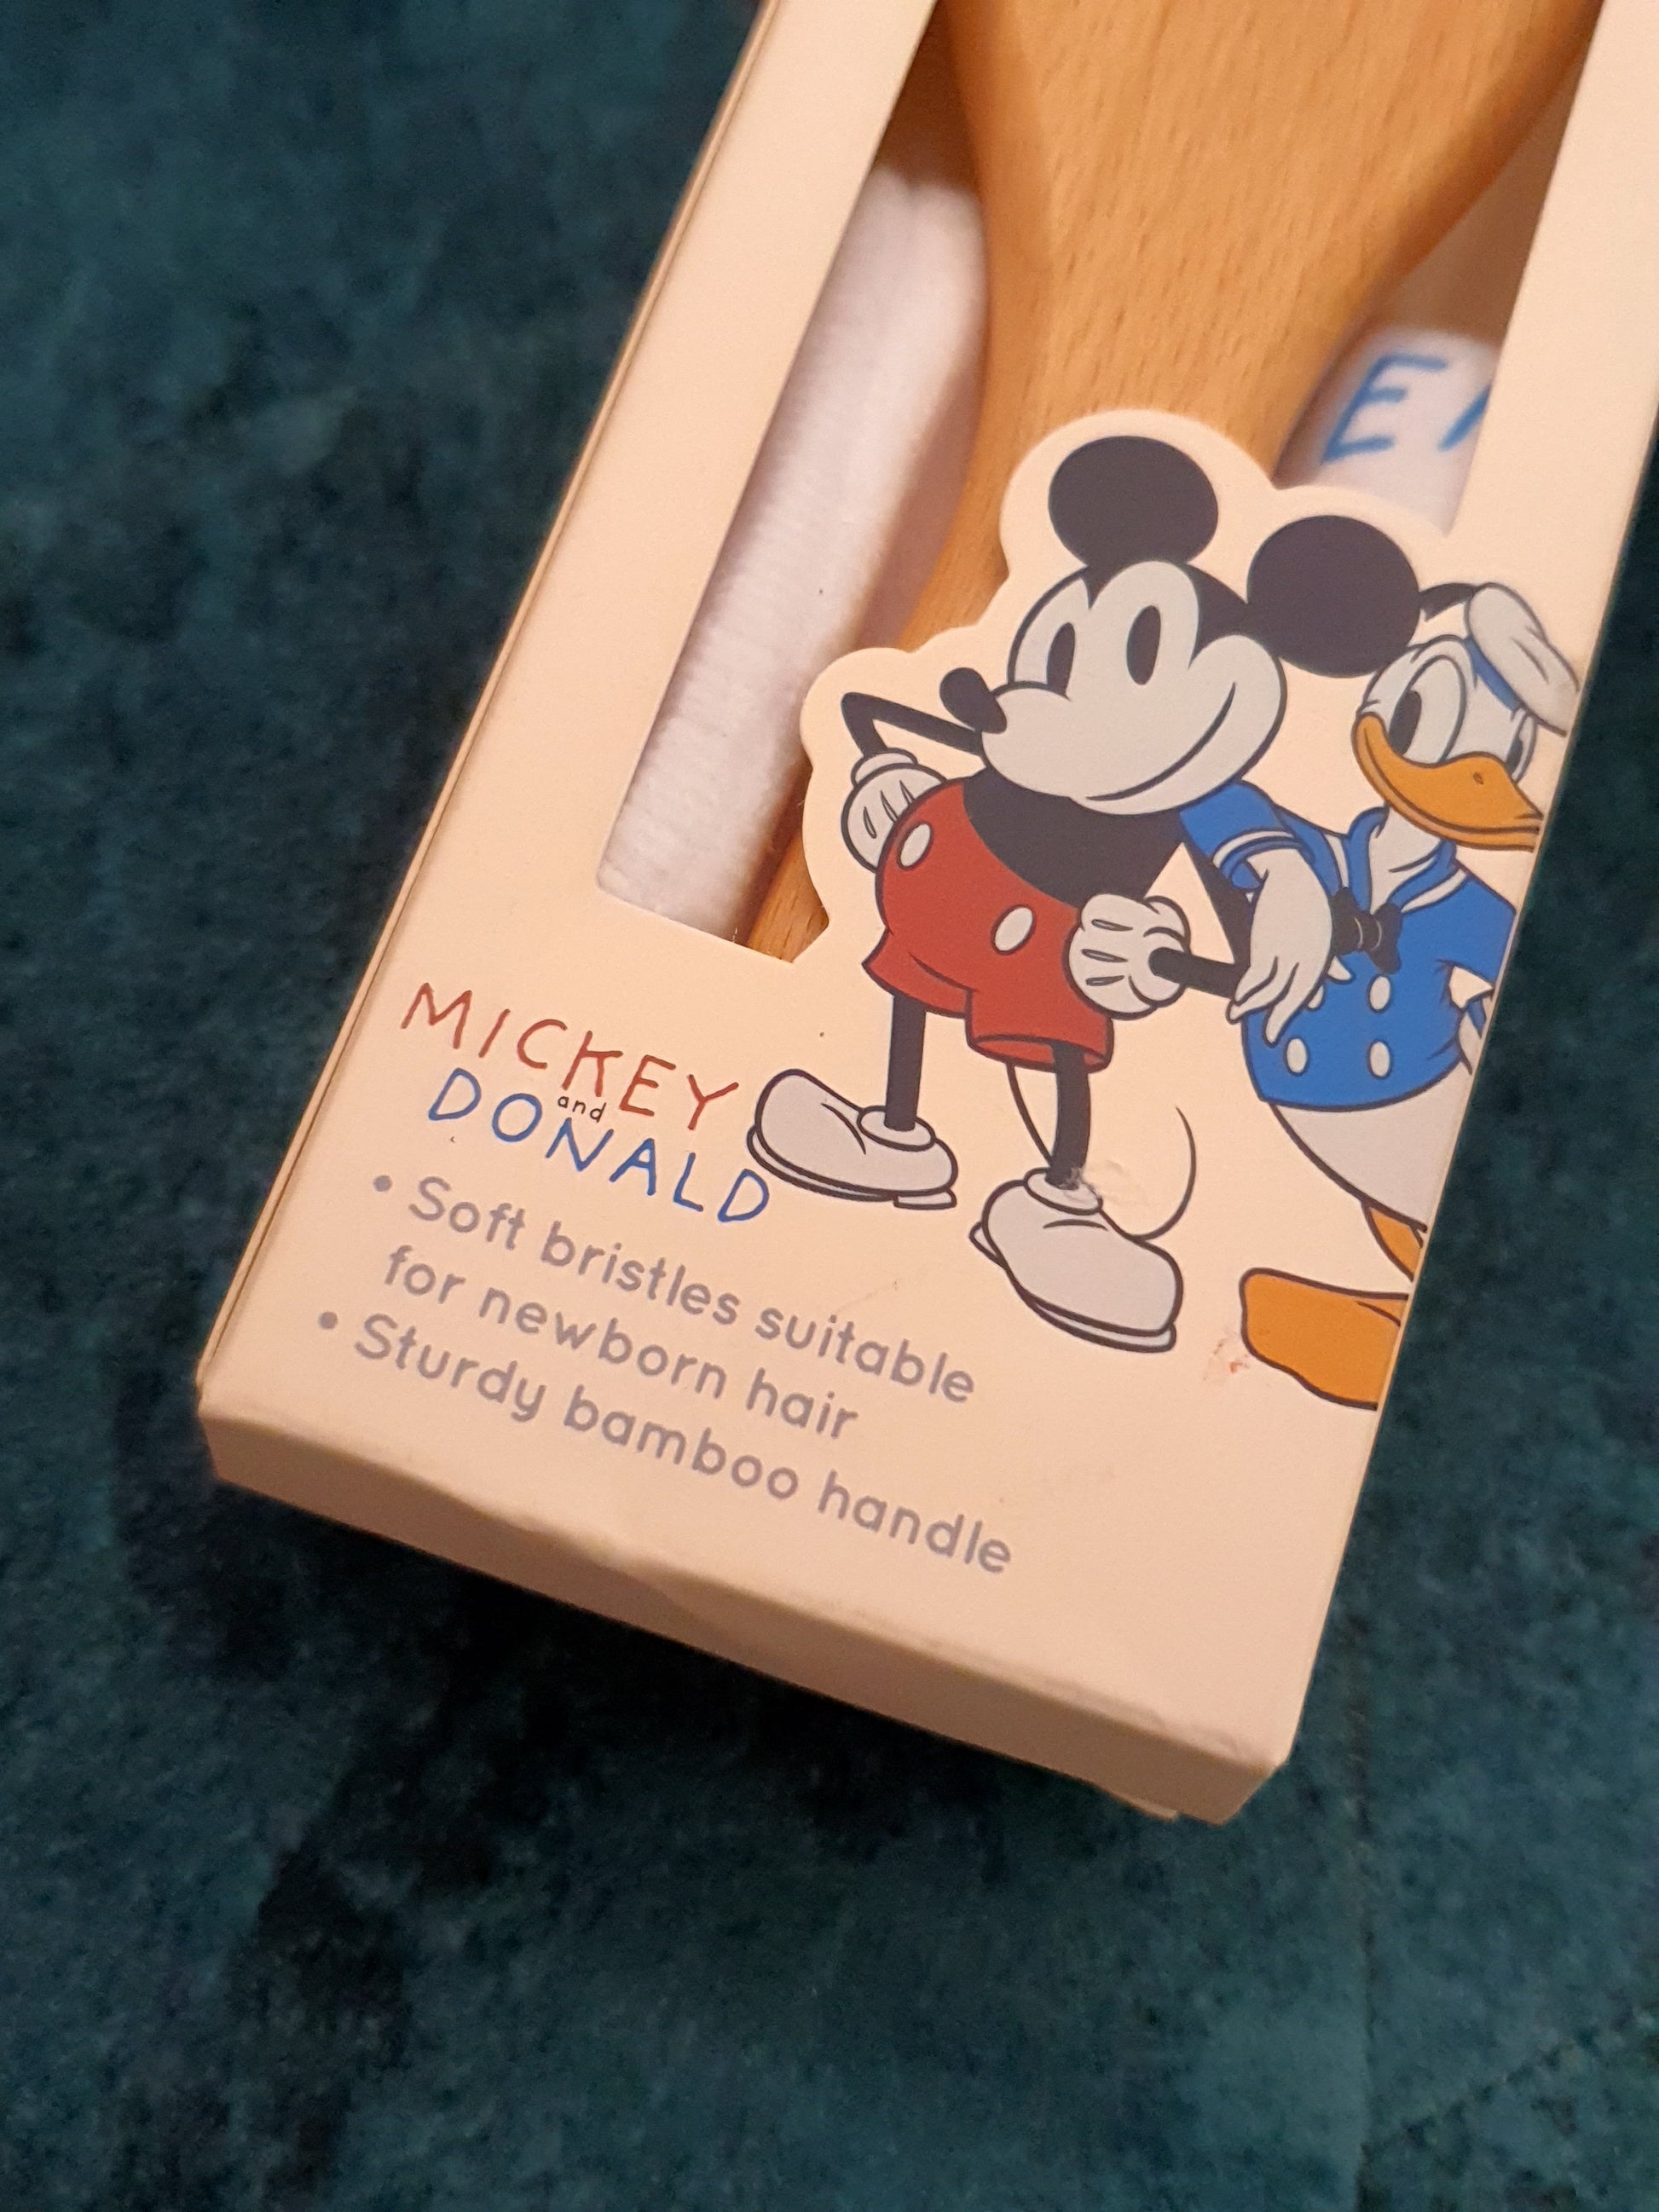 MICKEY
and
DONALD
• Soft bristles suitable
for newborn hair
• Sturdy bamboo handle